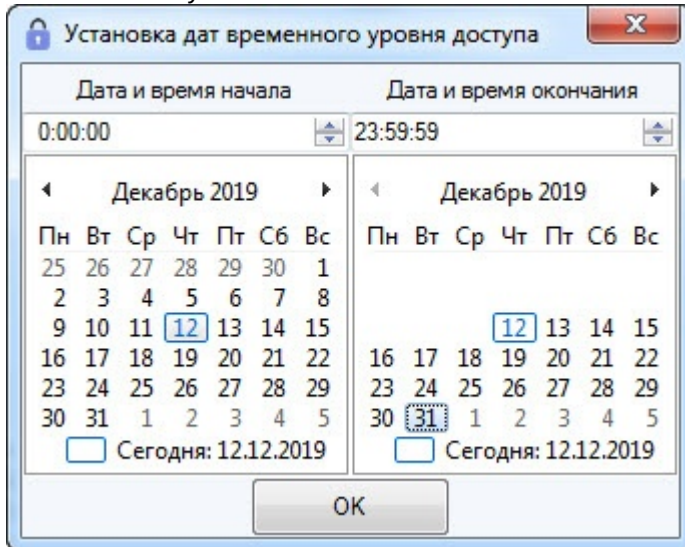 Установка дат временного уровня доступа
Дата и время начала
0:00:00
Декабрь 2019
Пн Вт Ср Чт Пт Сб Вс
25 26 27 28 29 30 1
2 3 4 5 6 7 8
9 10 11 12 13 14 15
16 17 18 19 20 21 22
23 24 25 26 27 28 29
30 31 1 2 3 4 5
Сегодня: 12.12.2019
Дата и время окончания
23:59:59
Декабрь 2019
Пн Вт Ср Чт Пт Сб Вс
12 13 14 15
16 17 18 19 20 21 22
23 24 25 26 27 28 29
30 31 1 2 3 4 5
Сегодня: 12.12.2019
OK